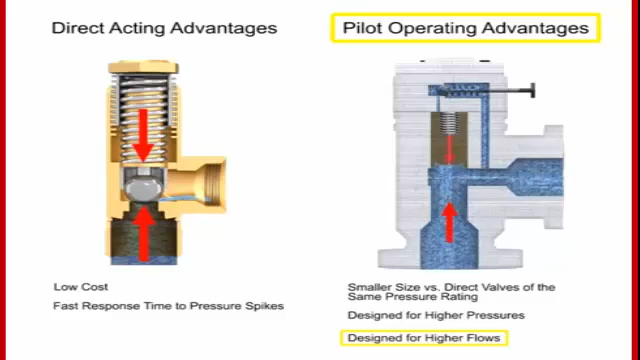 Direct Acting Advantages
Pilot Operating Advantages
Low Cost
Fast Response Time to Pressure Spikes
Smaller Size vs. Direct Valves of the
Same Pressure Rating
Designed for Higher Pressures
Designed for Higher Flows